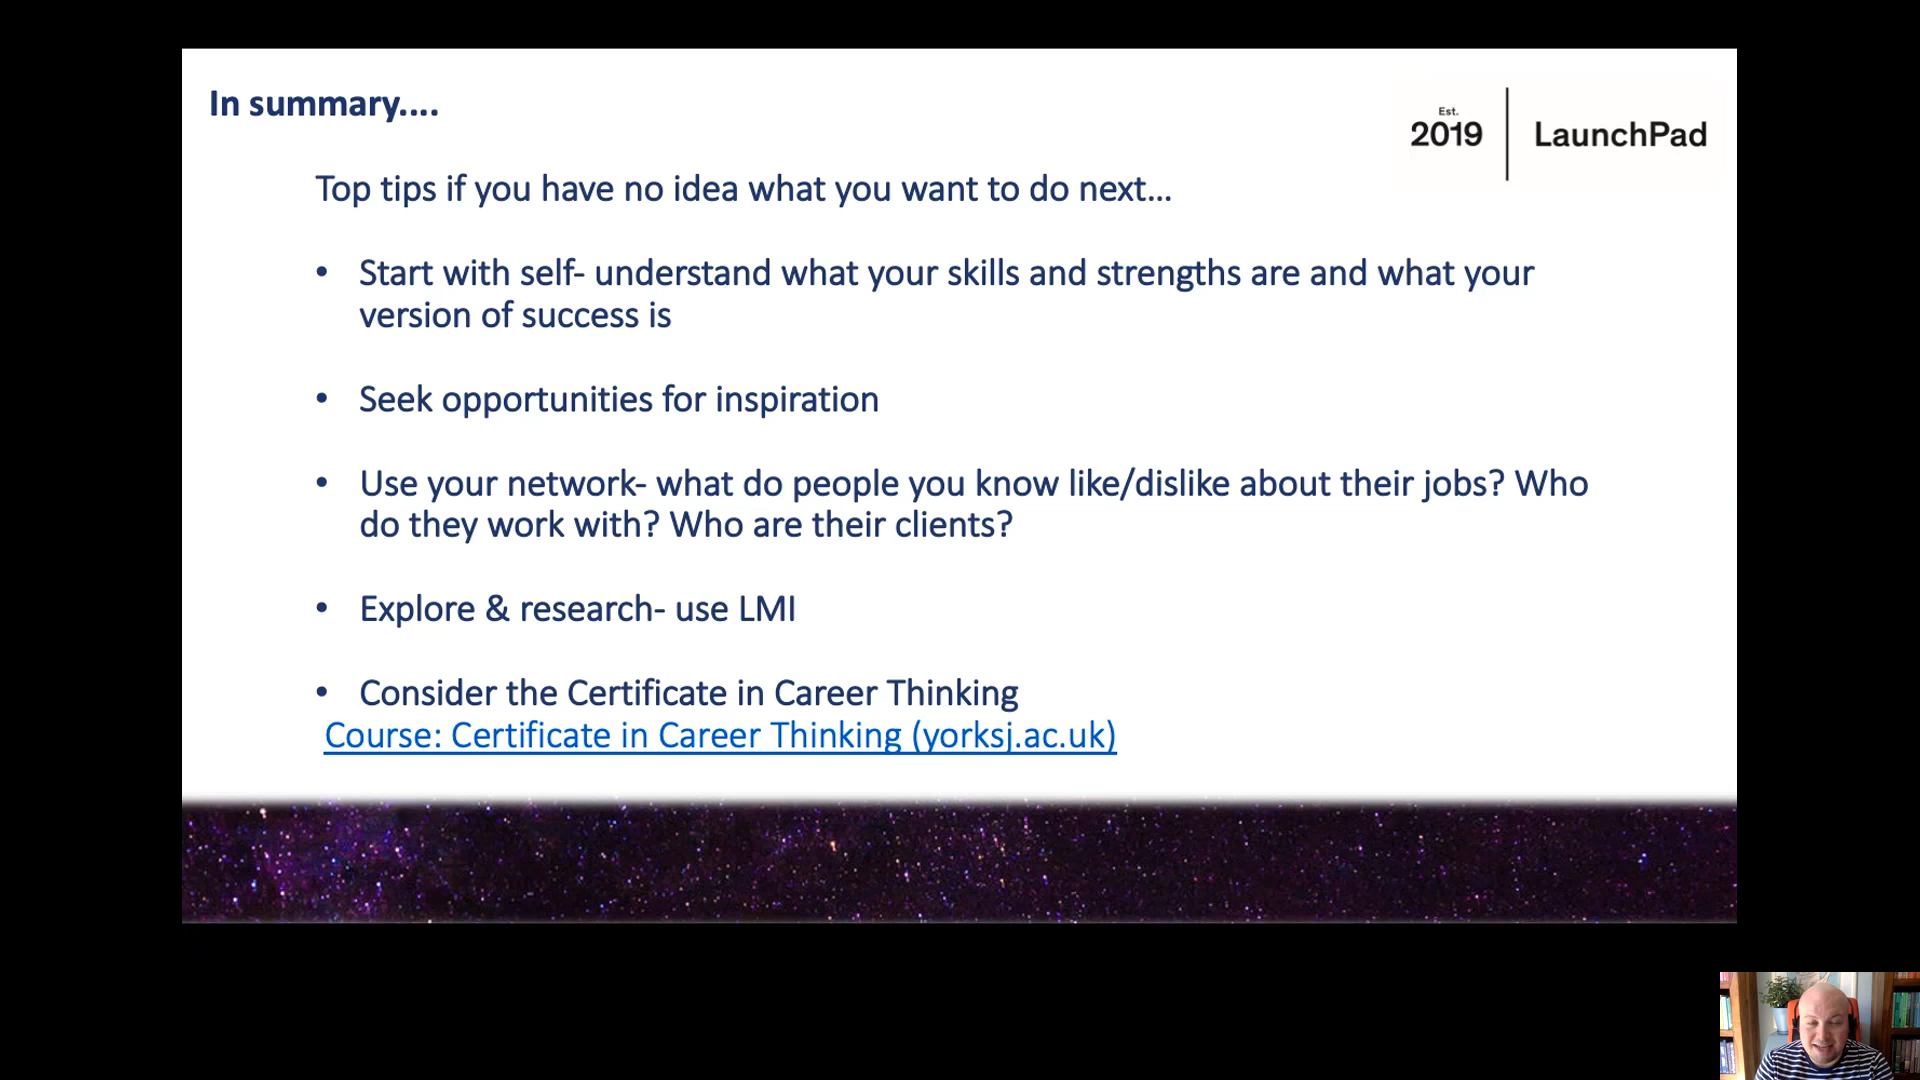 In summary....
Est.
2019
LaunchPad
Top tips if you have no idea what you want to do next...
• Start with self- understand what your skills and strengths are and what your
version of success is
• Seek opportunities for inspiration
• Use your network- what do people you know like/dislike about their jobs? Who
do they work with? Who are their clients?
• Explore & research- use LMI
• Consider the Certificate in Career Thinking
Course: Certificate in Career Thinking (yorksj.ac.uk)